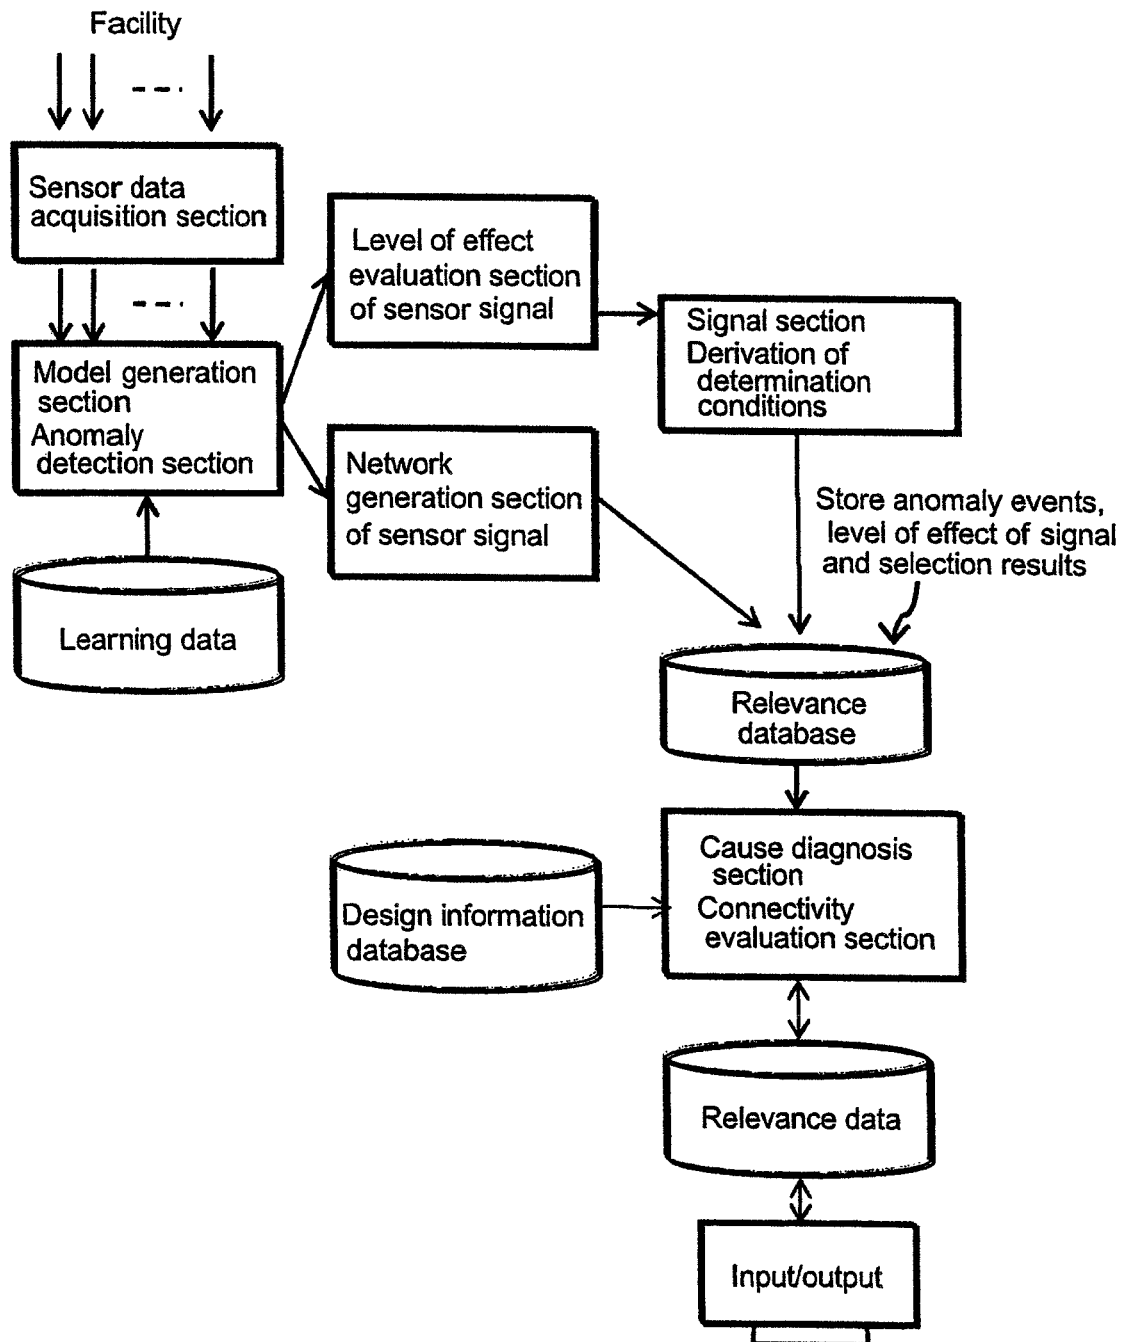 Facility
Sensor data
acquisition section
Level of effect
evaluation section
of sensor signal
Signal section
Derivation of
determination
conditions
Model generation
section
Anomaly
detection section
Network
generation section
of sensor signal
Store anomaly events,
level of effect of signal
and selection results
Learning data
Relevance
database
Cause diagnosis
section
Connectivity
evaluation section
Design information
database
Relevance data
Input/output